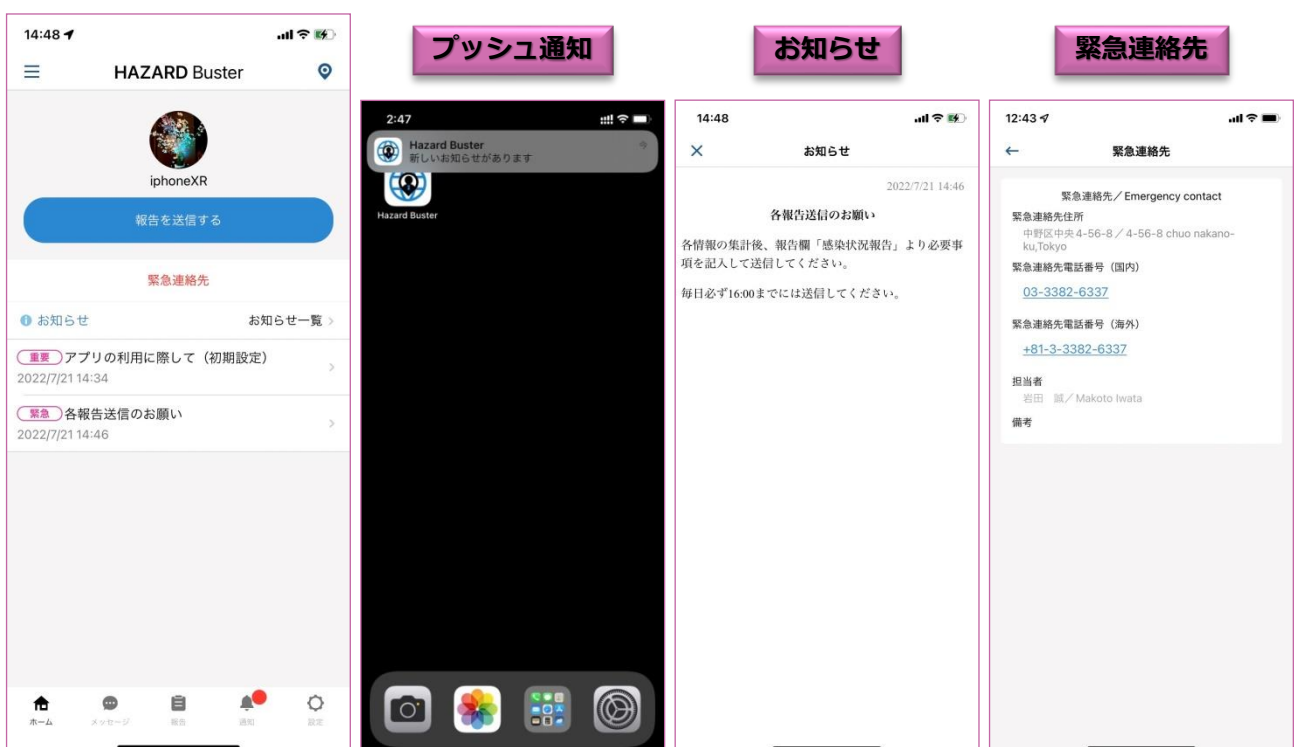 14:48
HAZARD Buster
iphoneXR
報告を送信する
緊急連絡先
お知らせ
お知らせ一覧
重要 アプリの利用に際して（初期設定）
2022/7/21 14:34
緊急 各報告送信のお願い
2022/7/21 14:46
ホーム
メッセージ
報告
通知
設定
プッシュ通知
2:47
Hazard Buster
新しいお知らせがあります
Hazard Buster
お知らせ
14:48
お知らせ
2022/7/21 14:46
各報告送信のお願い
各情報の集計後、報告欄「感染状況報告」より必要事
項を記入して送信してください。
毎日必ず16:00までには送信してください。
緊急連絡先
12:43
緊急連絡先
緊急連絡先／Emergency contact
緊急連絡先住所
中野区中央4-56-8／4-56-8 chuo nakano-
ku,Tokyo
緊急連絡先電話番号（国内）
03-3382-6337
緊急連絡先電話番号（海外）
+81-3-3382-6337
担当者
岩田　誠／Makoto Iwata
備考